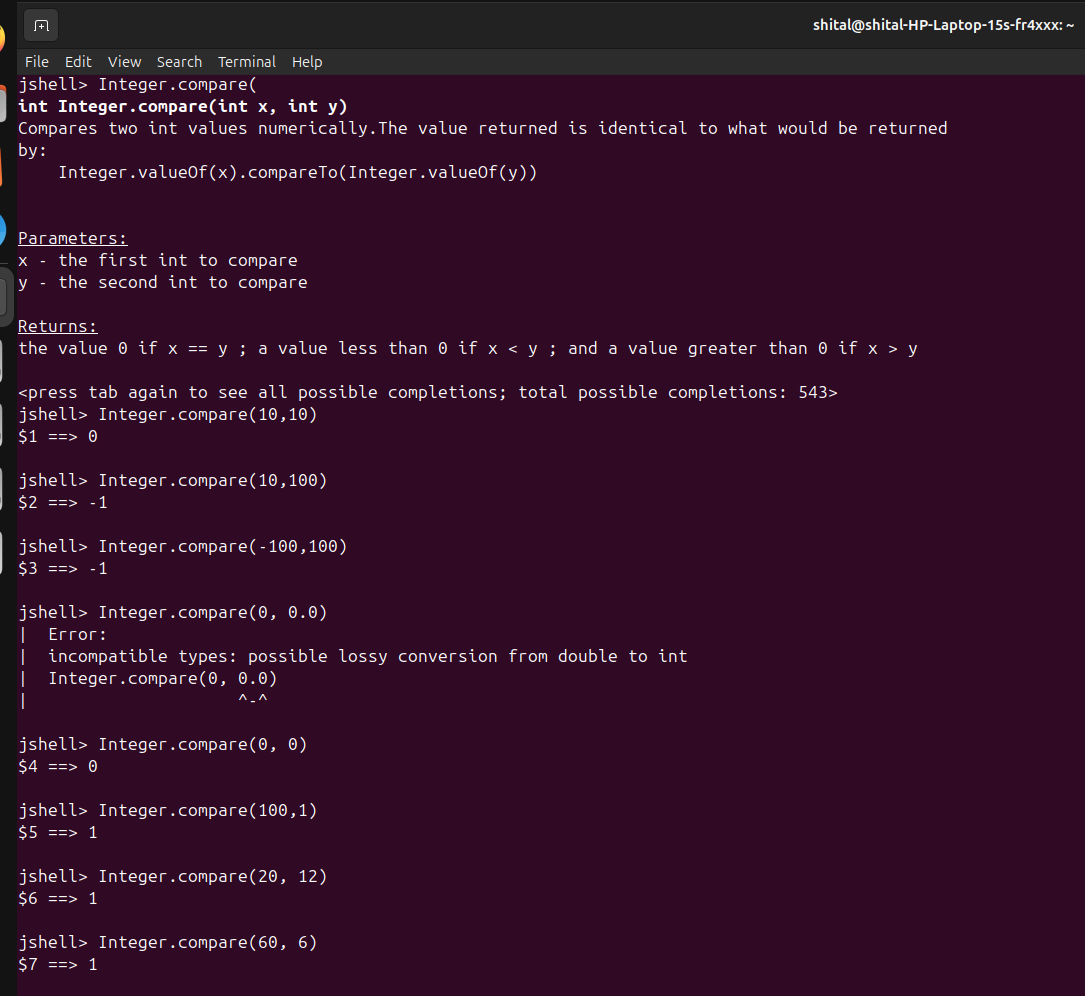 shital@shital-HP-Laptop-15s-fr4xxx: ~
File Edit View Search Terminal Help
jshell> Integer.compare(
int Integer.compare(int x, int y)
Compares two int values numerically.The value returned is identical to what would be returned
by:
    Integer.valueOf(x).compareTo(Integer.valueOf(y))
Parameters:
x - the first int to compare
y - the second int to compare
Returns:
the value 0 if x == y ; a value less than 0 if x < y ; and a value greater than 0 if x > y
<press tab again to see all possible completions; total possible completions: 543>
jshell> Integer.compare(10,10)
$1 ==> 0
jshell> Integer.compare(10,100)
$2 ==> -1
jshell> Integer.compare(-100,100)
$3 ==> -1
jshell> Integer.compare(0, 0.0)
|  Error:
|  incompatible types: possible lossy conversion from double to int
|  Integer.compare(0, 0.0)
|                     ^-^
jshell> Integer.compare(0, 0)
$4 ==> 0
jshell> Integer.compare(100,1)
$5 ==> 1
jshell> Integer.compare(20, 12)
$6 ==> 1
jshell> Integer.compare(60, 6)
$7 ==> 1